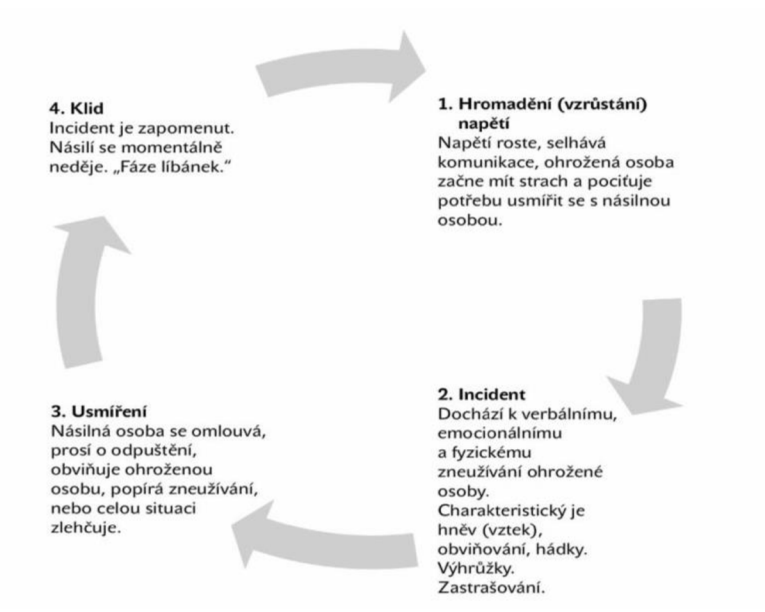 1. Hromadění (vzrůstání)
napětí
Napětí roste, selhává
komunikace, ohrožená osoba
začne mít strach a pociťuje
potřebu usmířit se s násilnou
osobou.
2. Incident
Dochází k verbálnímu,
emocionálnímu
a fyzickému
zneužívání ohrožené
osoby.
Charakteristický je
hněv (vztek),
obviňování, hádky.
Výhrůžky.
Zastrašování.
3. Usmíření
Násilná osoba se omlouvá,
prosí o odpuštění,
obviňuje ohroženou
osobu, popírá zneužívání,
nebo celou situaci
zlehčuje.
4. Klid
Incident je zapomenut.
Násilí se momentálně
neděje. „Fáze líbánek.“